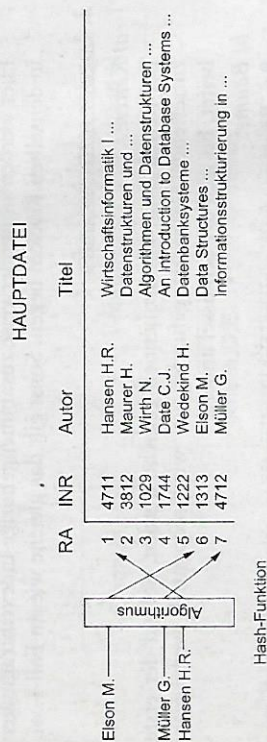 HAUPTDATEI
RA INR Autor Titel
1 4711 Hansen H.R. Wirtschaftsinformatik I ...
2 3812 Maurer H. Datenstrukturen und ...
3 1029 Wirth N. Algorithmen und Datenstrukturen ...
4 1744 Date C.J. An Introduction to Database Systems ...
5 1222 Wedekind H. Datenbanksysteme ...
6 1313 Elson M. Data Structures ...
7 4712 Müller G. Informationsstrukturierung in ...
Elson M.
Müller G.
Hansen H.R.
Algorithmus
Hash-Funktion